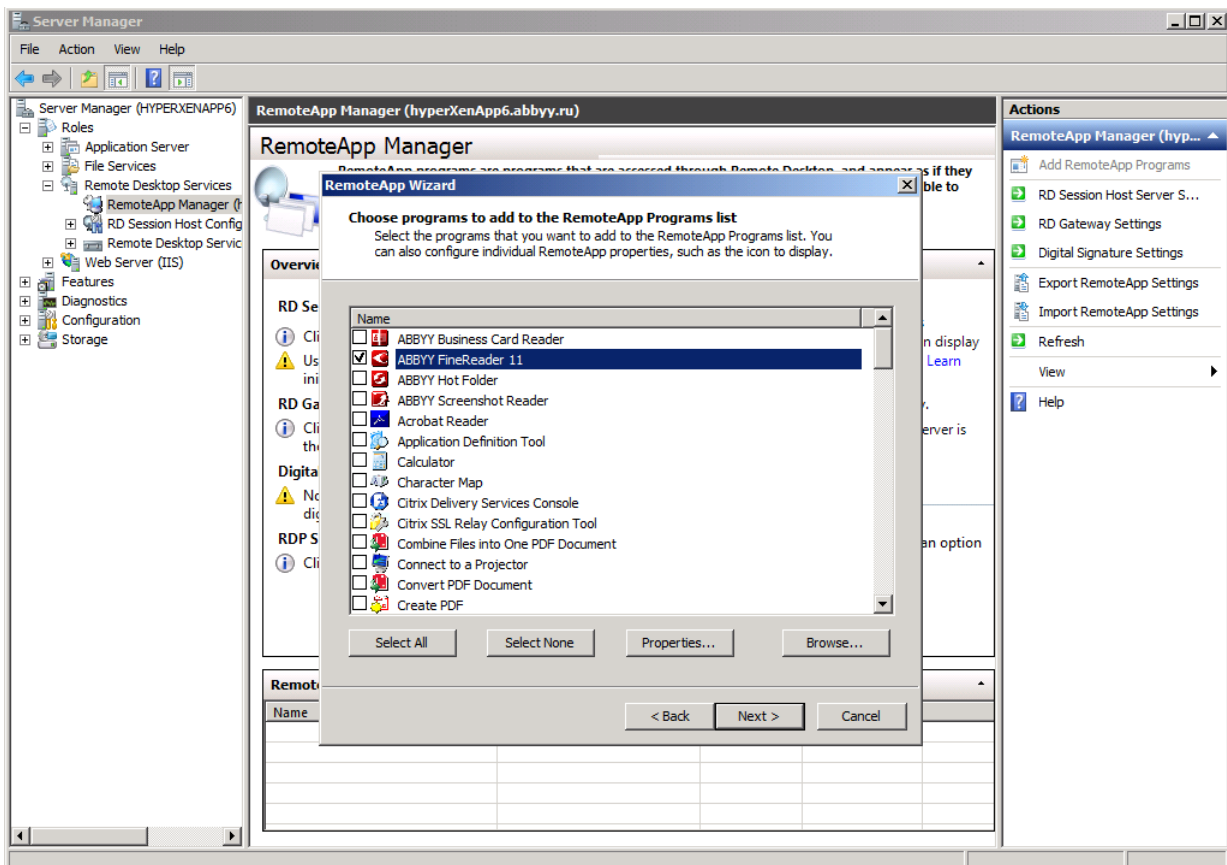 Server Manager
File Action View Help
Server Manager (HYPERXENAPP6)
Roles
Application Server
File Services
Remote Desktop Services
RemoteApp Manager (h
RD Session Host Config
Remote Desktop Servic
Web Server (IIS)
Features
Diagnostics
Configuration
Storage
RemoteApp Manager (hyperXenApp6.abbyy.ru)
RemoteApp Manager
RemoteApp programs are programs that are accessed through Remote Desktop, and appear as if they
ble to
Overvie
RD Se
Cli
n display
Us
Learn
ini
RD Ga
y.
Cli
erver is
the
Digita
No
dig
RDP S
an option
Cli
Remote
Name
RemoteApp Wizard
Choose programs to add to the RemoteApp Programs list
Select the programs that you want to add to the RemoteApp Programs list. You
can also configure individual RemoteApp properties, such as the icon to display.
Name
ABBYY Business Card Reader
ABBYY FineReader 11
ABBYY Hot Folder
ABBYY Screenshot Reader
Acrobat Reader
Application Definition Tool
Calculator
Character Map
Citrix Delivery Services Console
Citrix SSL Relay Configuration Tool
Combine Files into One PDF Document
Connect to a Projector
Convert PDF Document
Create PDF
Select All Select None Properties... Browse...
< Back Next > Cancel
Actions
RemoteApp Manager (hyp...
Add RemoteApp Programs
RD Session Host Server S...
RD Gateway Settings
Digital Signature Settings
Export RemoteApp Settings
Import RemoteApp Settings
Refresh
View
Help